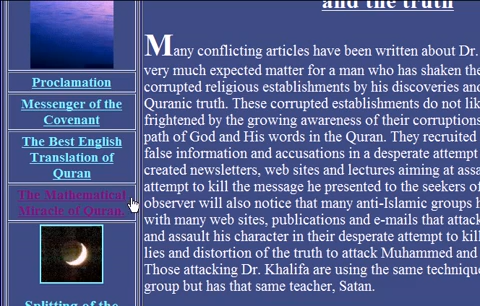 and the truth
Proclamation
Messenger of the
Covenant
The Best English
Translation of
Quran
The Mathematical
Miracle of Quran.
Splitting of the
Many conflicting articles have been written about Dr.
very much expected matter for a man who has shaken the
corrupted religious establishments by his discoveries and
Quranic truth. These corrupted establishments do not lik
frightened by the growing awareness of their corruptions
path of God and His words in the Quran. They recruited
false information and accusations in a desperate attempt
created newsletters, web sites and lectures aiming at assa
attempt to kill the message he presented to the seekers of
observer will also notice that many anti-Islamic groups h
with many web sites, publications and e-mails that attack
and assault his character in their desperate attempt to kill
lies and distortion of the truth to attack Muhammed and
Those attacking Dr. Khalifa are using the same technique
group but has that same teacher, Satan.